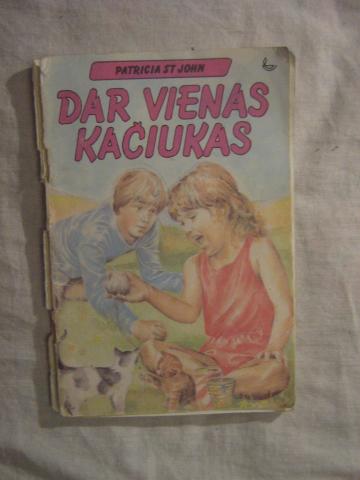 PATRICIA ST JOHN
DAR VIENAS
KAČIUKAS